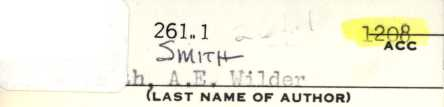 261.1
1208
ACC
SMITH
h, A.E. Wilder
(LAST NAME OF AUTHOR)